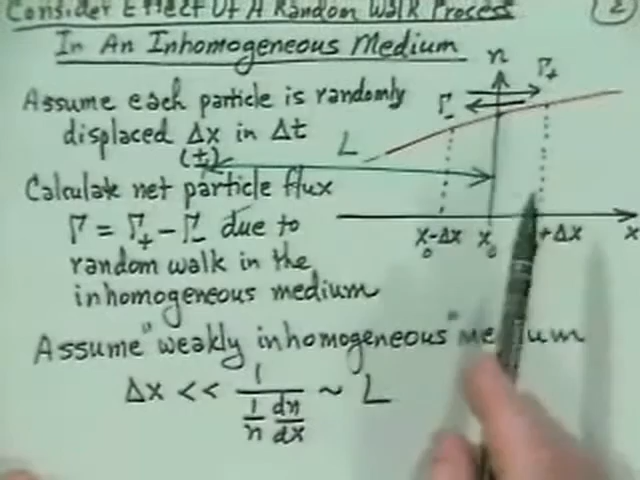 Consider Effect Of A Random Walk Process
2
In An Inhomogeneous Medium
Assume each particle is randomly
displaced Δx in Δt
(±)
Calculate net particle flux
Γ = Γ₊ − Γ₋ due to
random walk in the
inhomogeneous medium
n
Γ₋
Γ₊
L
x₀-Δx x₀ +Δx x
Assume "weakly inhomogeneous" medium
Δx << 1/(1/n dn/dx) ~ L